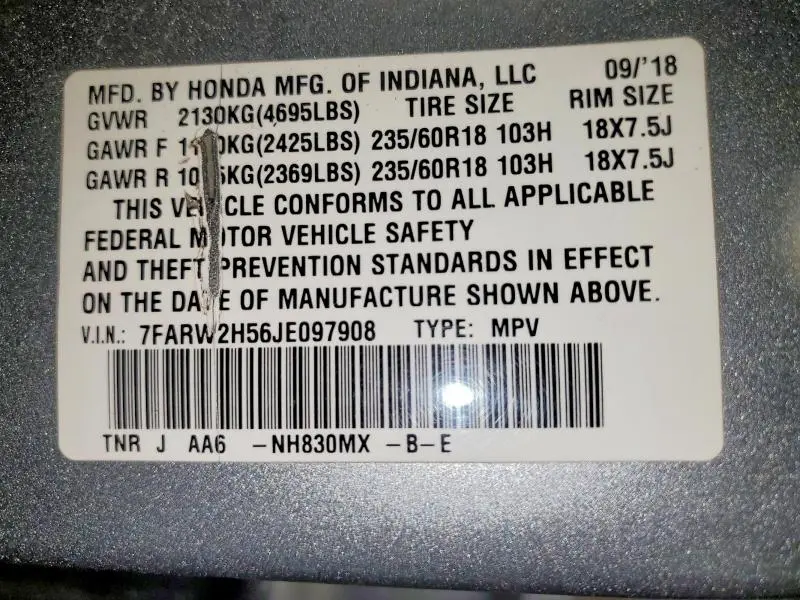 MFD. BY HONDA MFG. OF INDIANA, LLC 09/'18
GVWR 2130KG(4695LBS) TIRE SIZE RIM SIZE
GAWR F (2425LBS) 235/60R18 103H 18X7.5J
GAWR R (2369LBS) 235/60R18 103H 18X7.5J
THIS VEHICLE CONFORMS TO ALL APPLICABLE
FEDERAL MOTOR VEHICLE SAFETY
AND THEFT PREVENTION STANDARDS IN EFFECT
ON THE DATE OF MANUFACTURE SHOWN ABOVE.
V.I.N.: 7FARW2H56JE097908 TYPE: MPV
TNR J AA6 -NH830MX -B-E